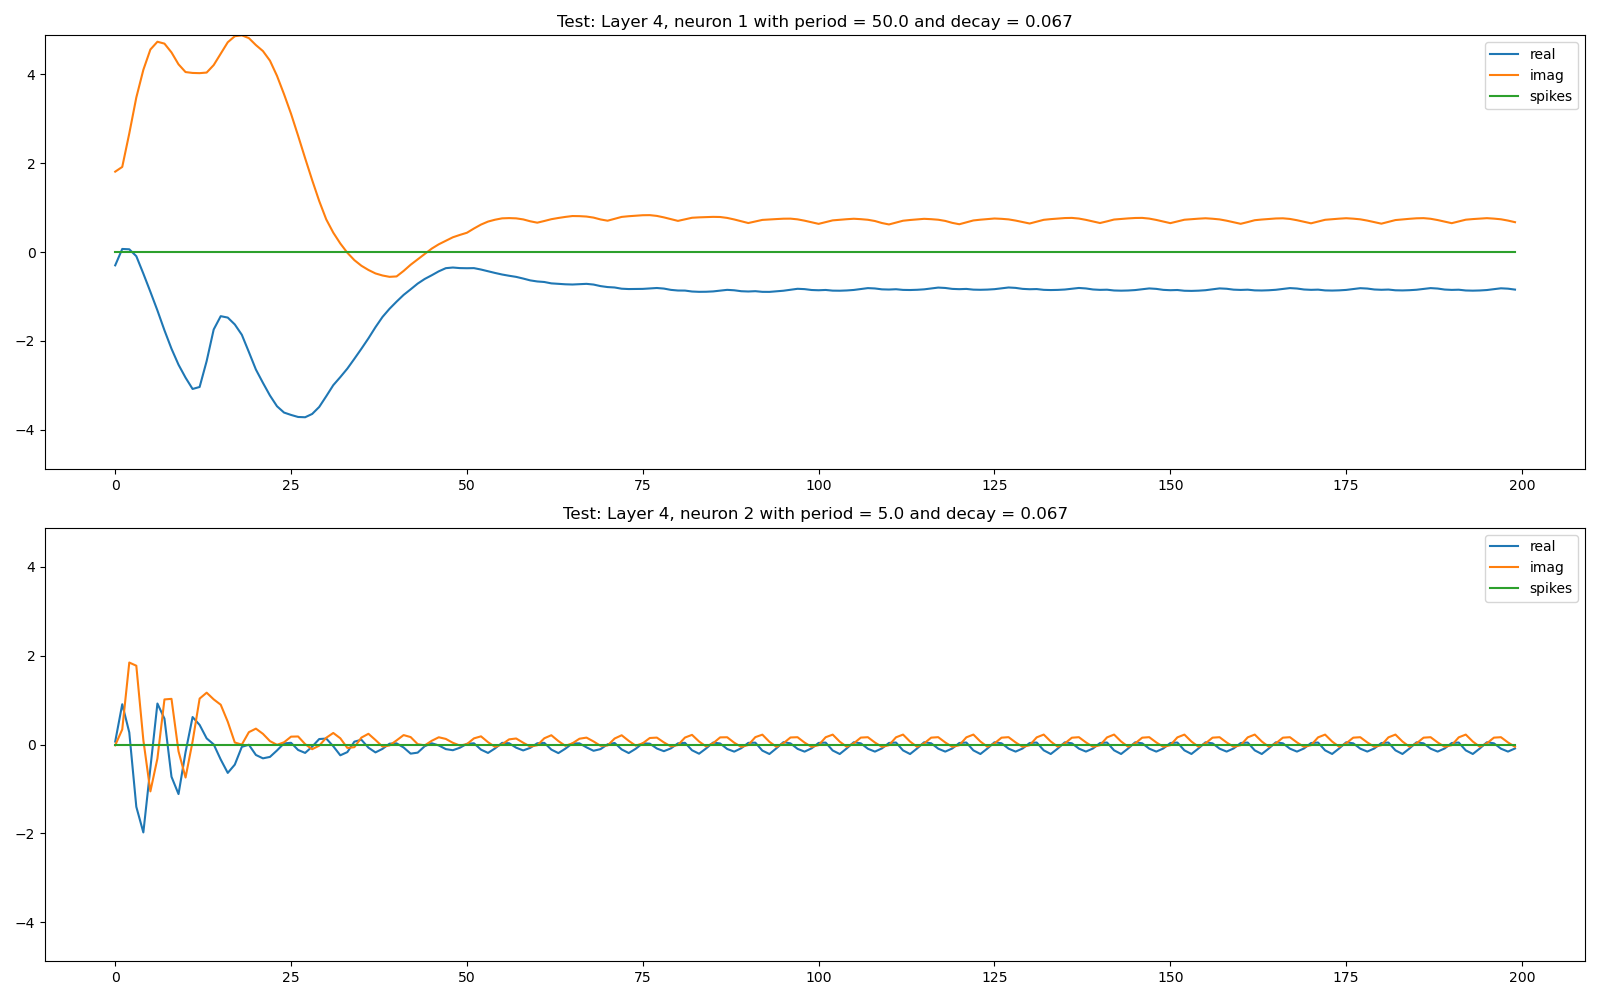 Test: Layer 4, neuron 1 with period = 50.0 and decay = 0.067
real
imag
spikes
4
2
0
−2
−4
0 25 50 75 100 125 150 175 200
Test: Layer 4, neuron 2 with period = 5.0 and decay = 0.067
real
imag
spikes
4
2
0
−2
−4
0 25 50 75 100 125 150 175 200